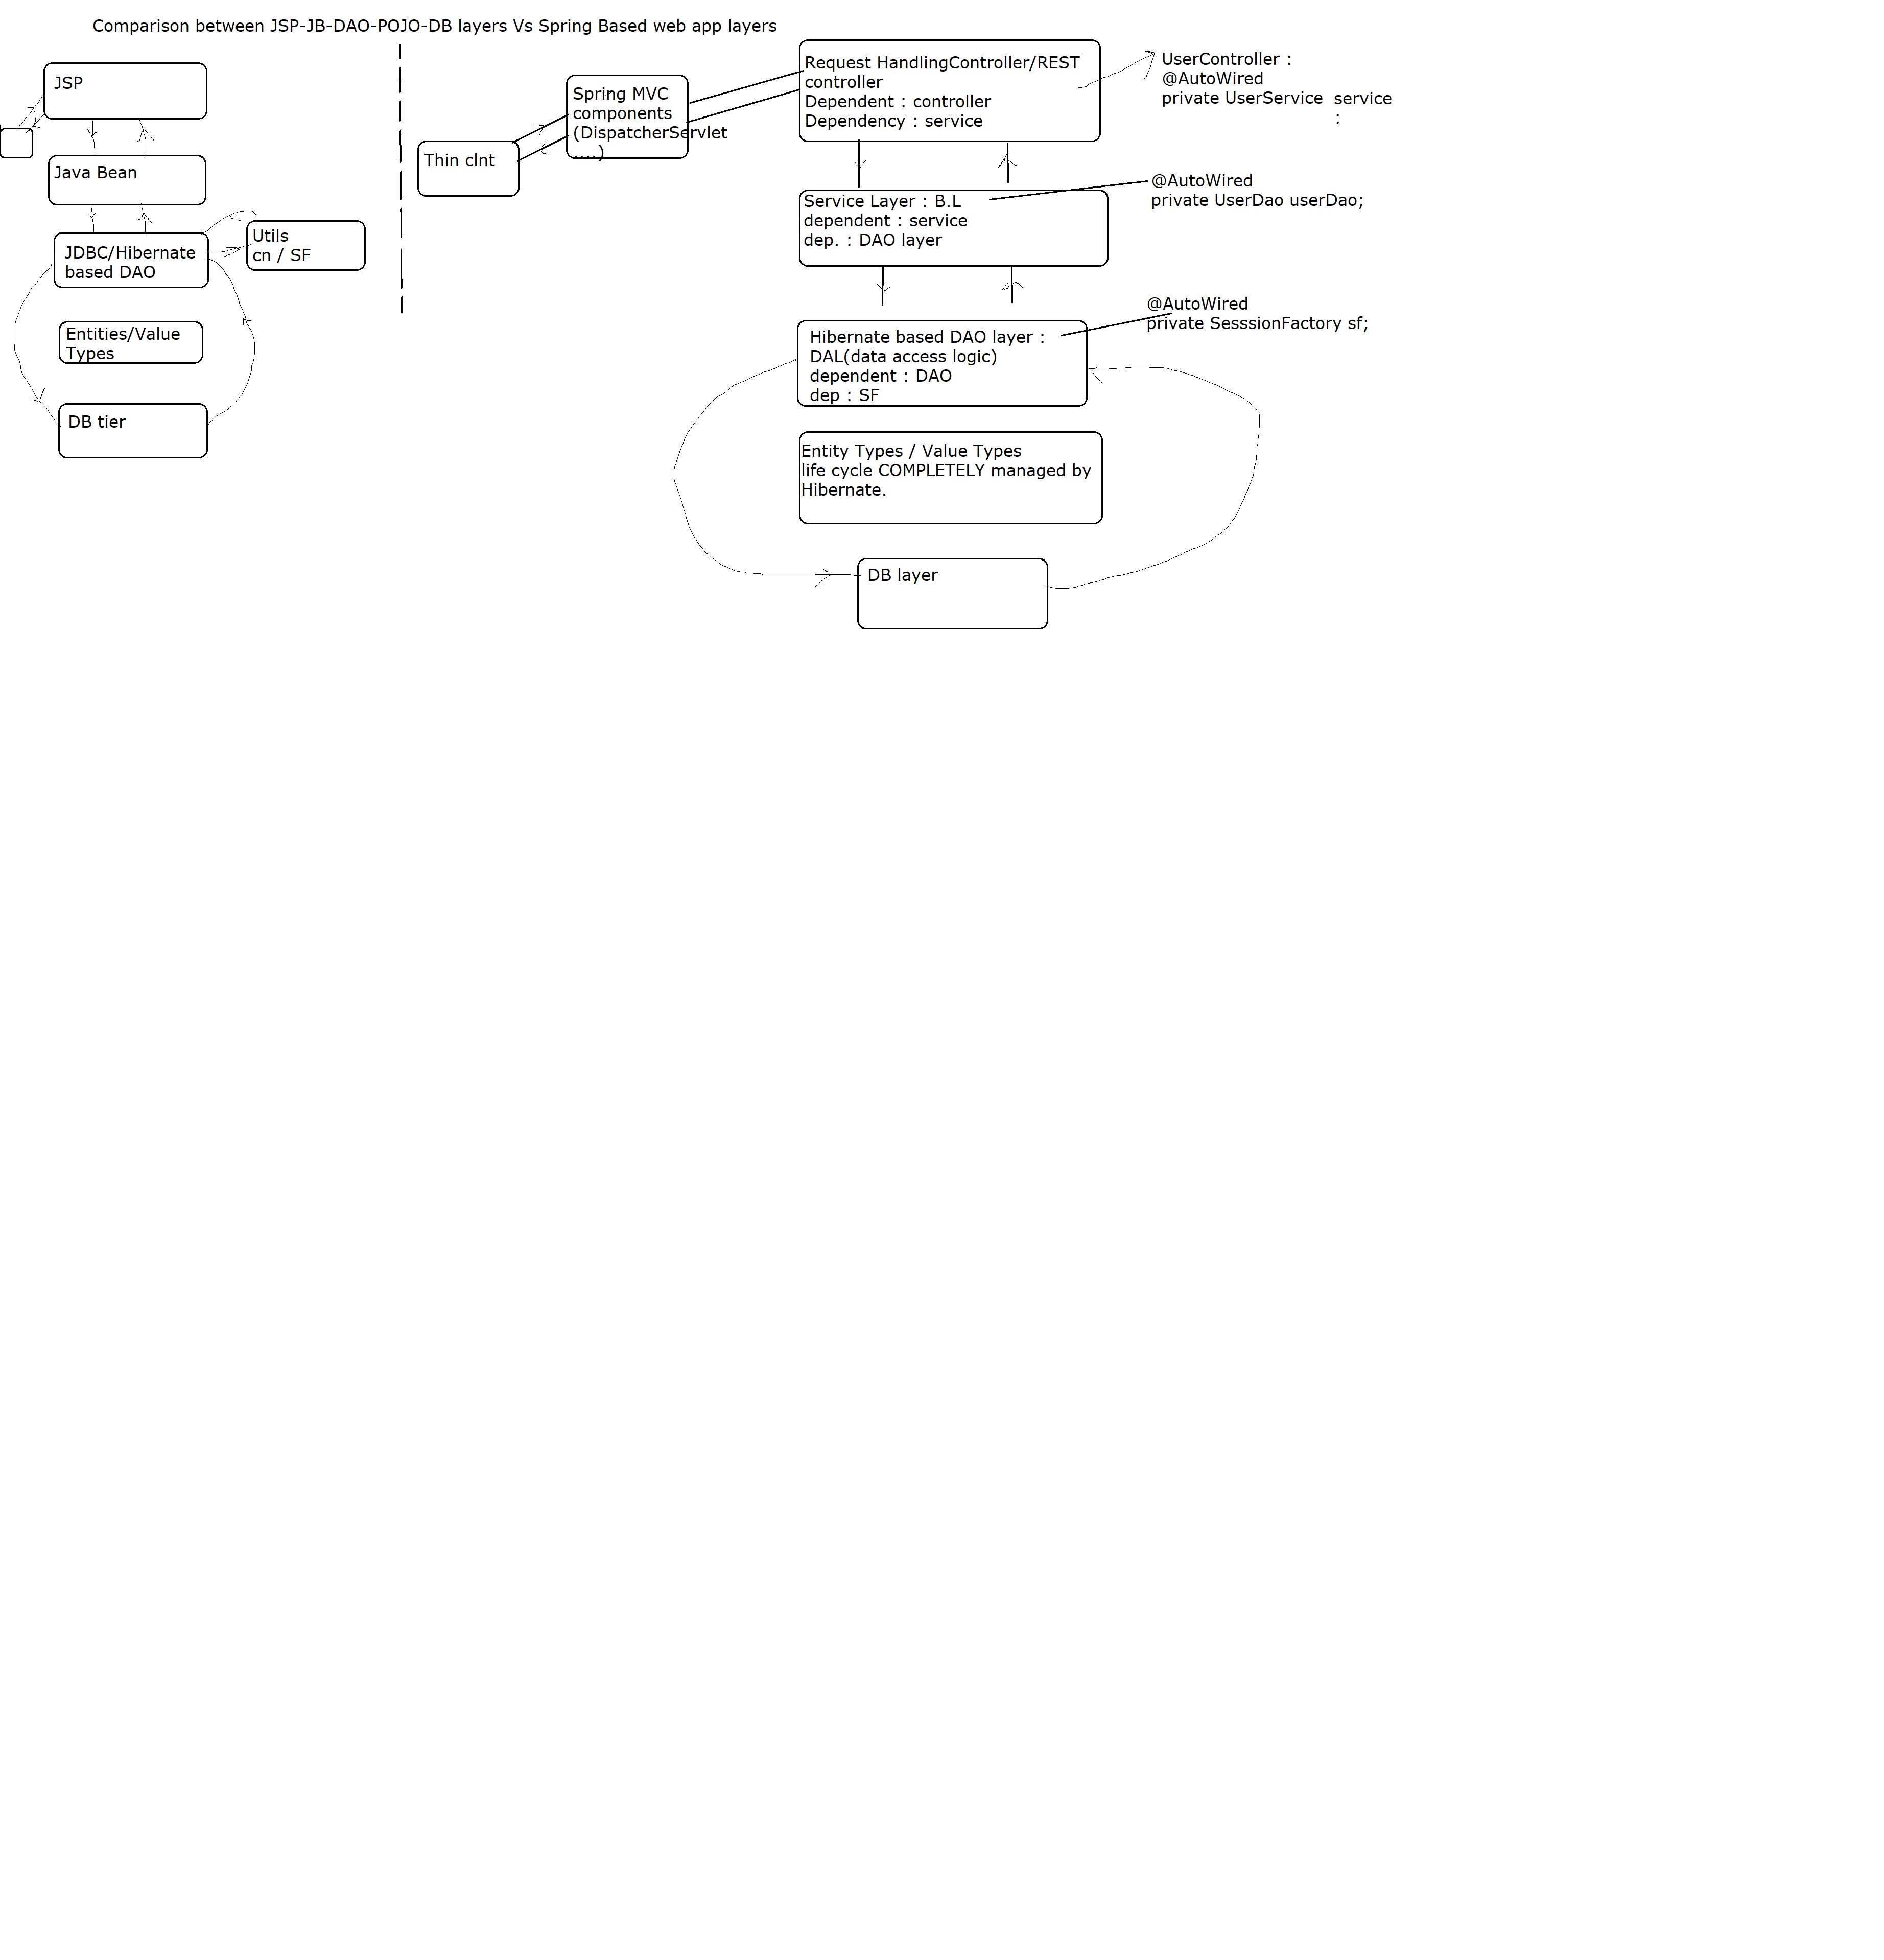 Comparison between JSP-JB-DAO-POJO-DB layers Vs Spring Based web app layers
JSP
Java Bean
JDBC/Hibernate
based DAO
Utils
cn / SF
Entities/Value
Types
DB tier
Thin clnt
Spring MVC
components
(DispatcherServlet
....)
Request HandlingController/REST
controller
Dependent : controller
Dependency : service
UserController :
@AutoWired
private UserService service
:
Service Layer : B.L
dependent : service
dep. : DAO layer
@AutoWired
private UserDao userDao;
Hibernate based DAO layer :
DAL(data access logic)
dependent : DAO
dep : SF
@AutoWired
private SesssionFactory sf;
Entity Types / Value Types
life cycle COMPLETELY managed by
Hibernate.
DB layer